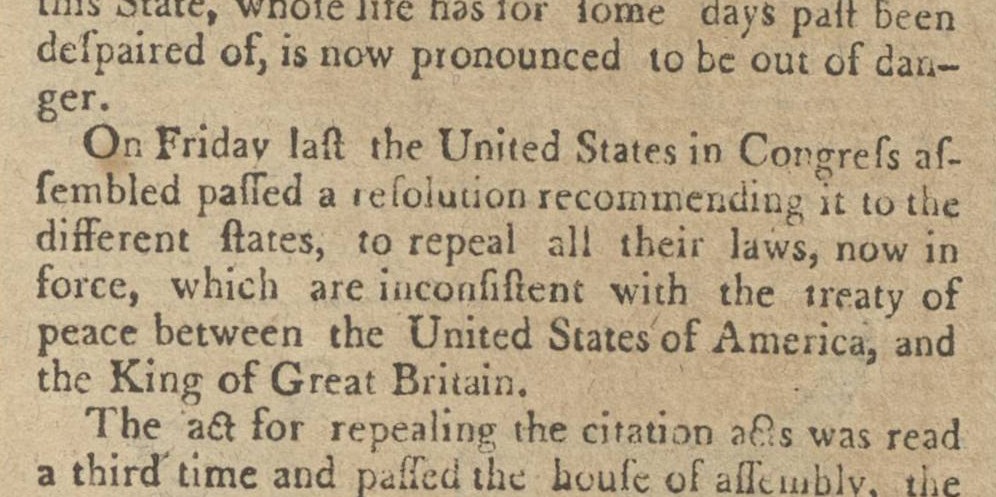 this State, whoſe life has for ſome days paſt been
deſpaired of, is now pronounced to be out of dan-
ger.
On Friday laſt the United States in Congreſs aſ-
ſembled paſſed a reſolution recommending it to the
different ſtates, to repeal all their laws, now in
force, which are inconſiſtent with the treaty of
peace between the United States of America, and
the King of Great Britain.
The act for repealing the citation acts was read
a third time and paſſed the houſe of aſſembly, the